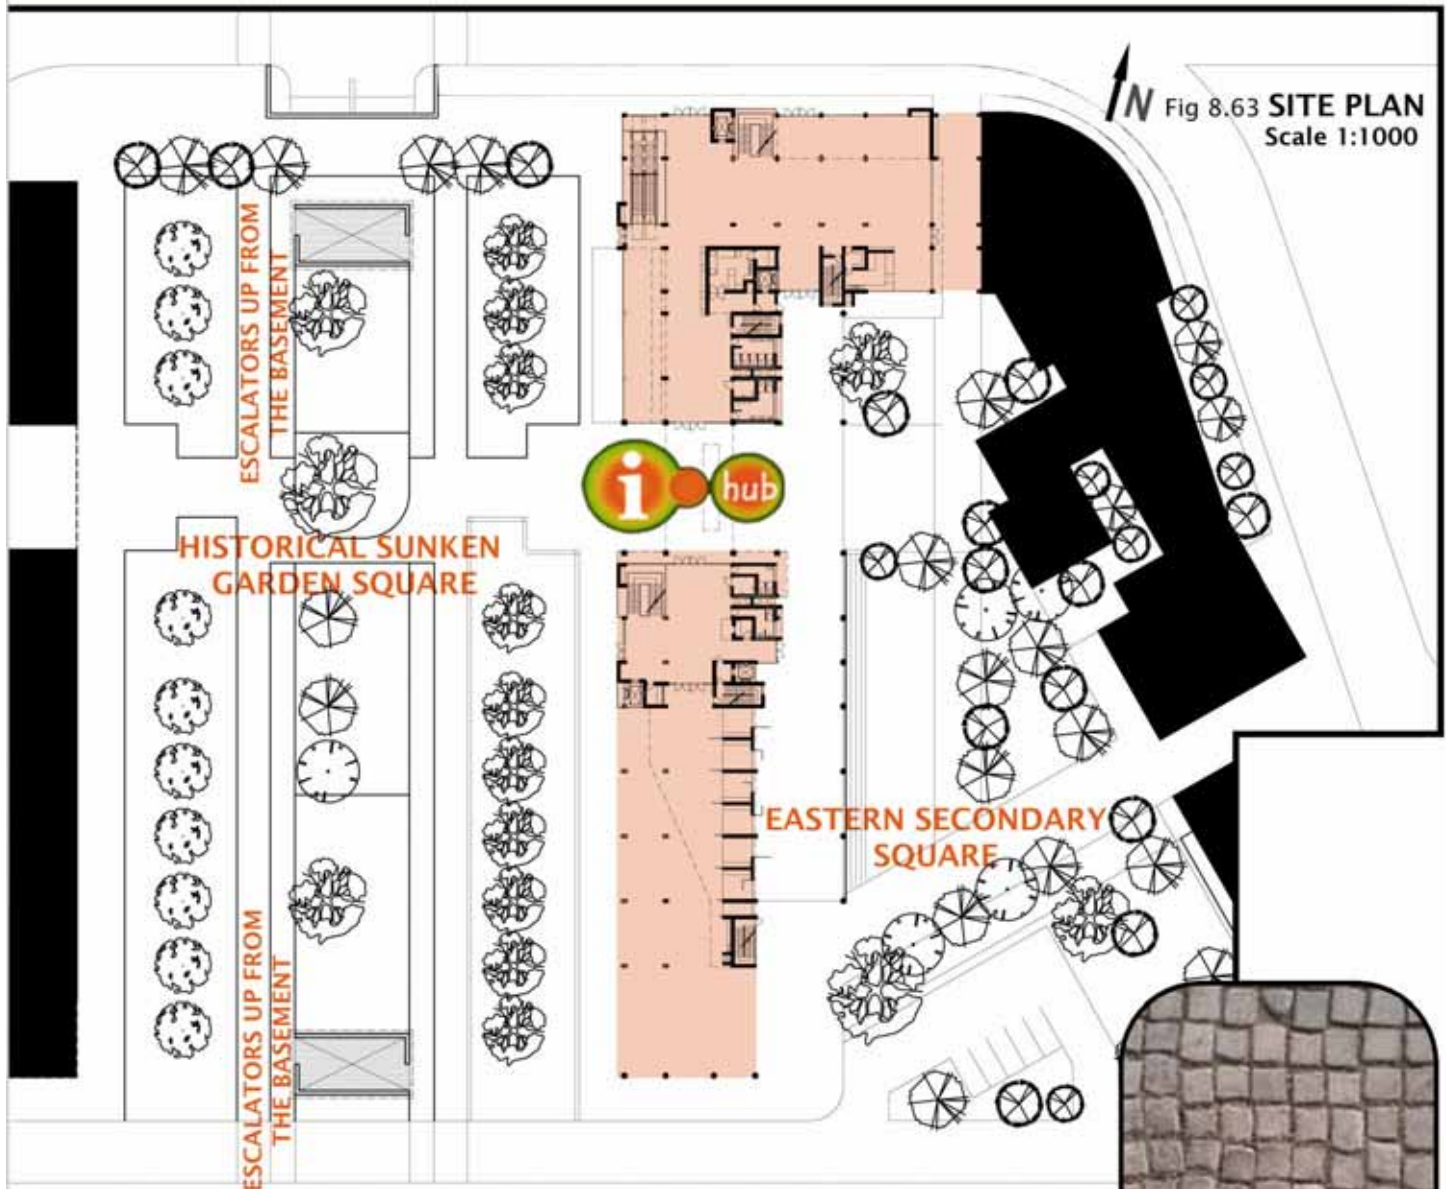 N Fig 8.63 SITE PLAN
Scale 1:1000
ESCALATORS UP FROM
THE BASEMENT
i hub
HISTORICAL SUNKEN
GARDEN SQUARE
EASTERN SECONDARY
SQUARE
ESCALATORS UP FROM
THE BASEMENT